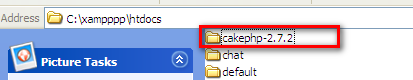 Address C:\xampppp\htdocs
cakephp-2.7.2
Picture Tasks
chat
default